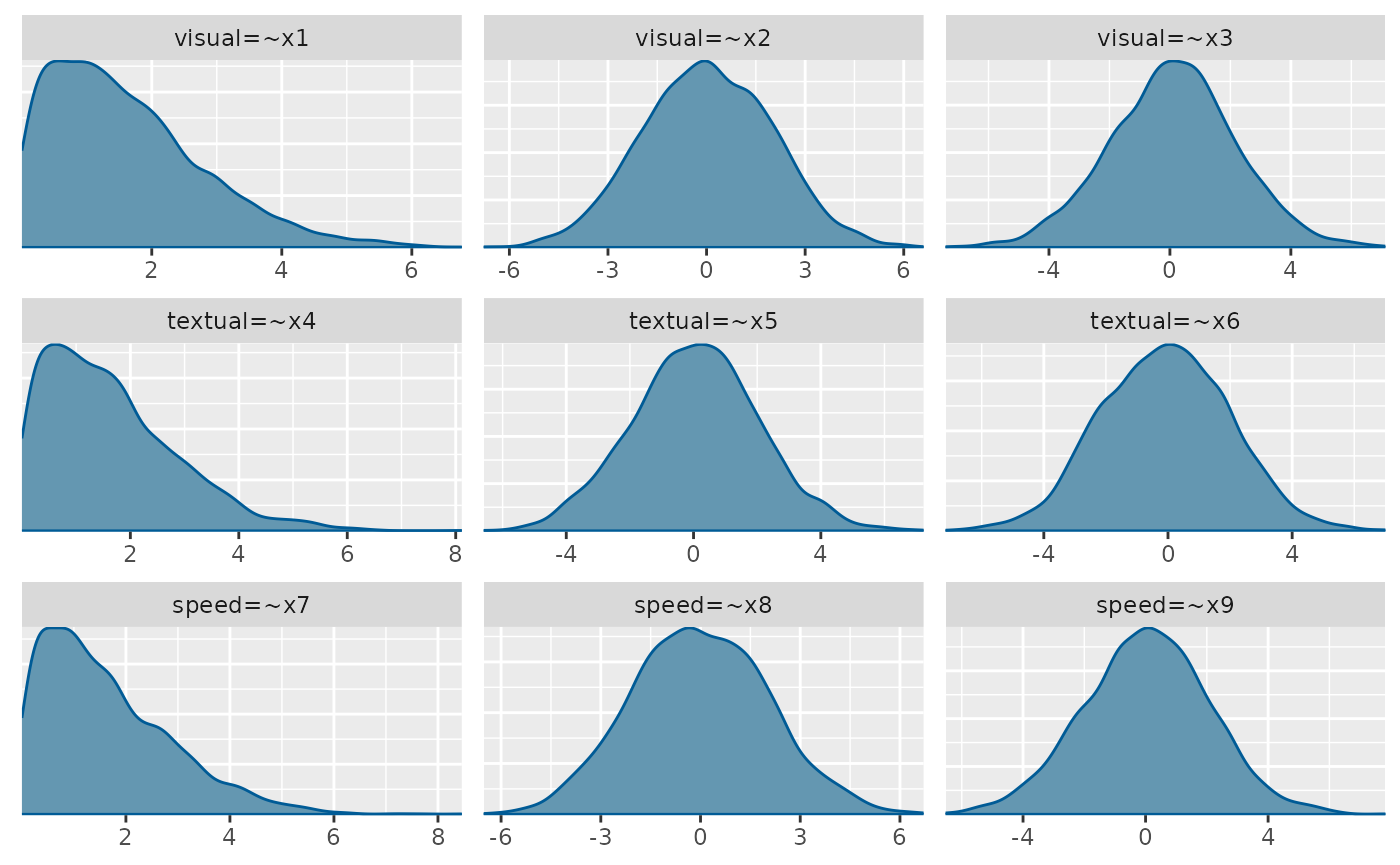 visual=~x1 visual=~x2 visual=~x3
2 4 6 -6 -3 0 3 6 -4 0 4
textual=~x4 textual=~x5 textual=~x6
2 4 6 8 -4 0 4 -4 0 4
speed=~x7 speed=~x8 speed=~x9
2 4 6 8 -6 -3 0 3 6 -4 0 4